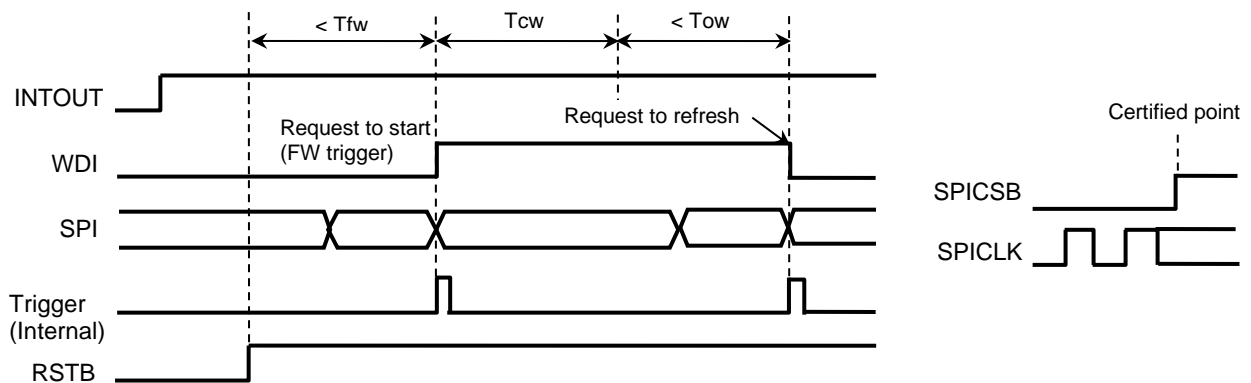 < Tfw
Tcw
< Tow
INTOUT
Request to start
(FW trigger)
Request to refresh
WDI
SPI
Trigger
(Internal)
RSTB
Certified point
SPICSB
SPICLK